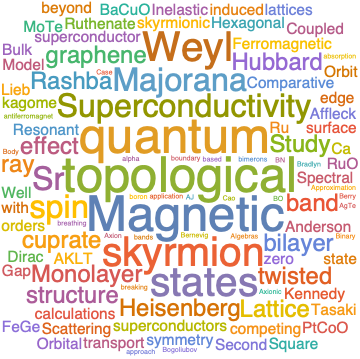 beyond BaCuO Inelastic induced lattices
MoTe Ruthenate skyrmionic Hexagonal
superconductor Weyl Ferromagnetic Coupled
Bulk graphene Hubbard Orbit
Model Rashba Majorana Comparative
Lieb absorption
Case
kagome Superconductivity edge
antiferromagnet Affleck
Resonant quantum Study Ca
Body Ru surface
effect RuO
alpha boundary based bimerons BN Bradlyn Spectral
ray Sr topological band Approximation
Well boron application AJ Cao BO Berry
with spin Magnetic Anderson AgTe
orders breathing
cuprate Axion bands Bernevig Algebras Binary bilayer zero state
Dirac AKLT skyrmion
Gap Monolayer breaking states Axionic twisted
structure Kennedy
calculations Heisenberg Lattice Tasaki
FeGe Scattering superconductors competing PtCoO
Orbital transport symmetry Second Square
approach Bogoliubov